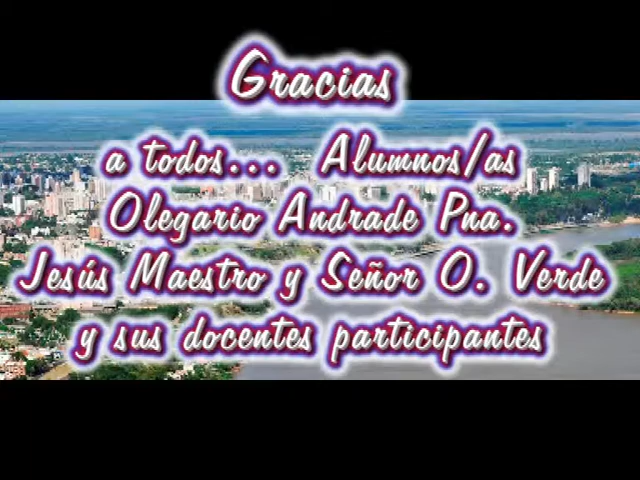 Gracias
a todos... Alumnos/as
Olegario Andrade Pna.
Jesús Maestro y Señor O. Verde
y sus docentes participantes